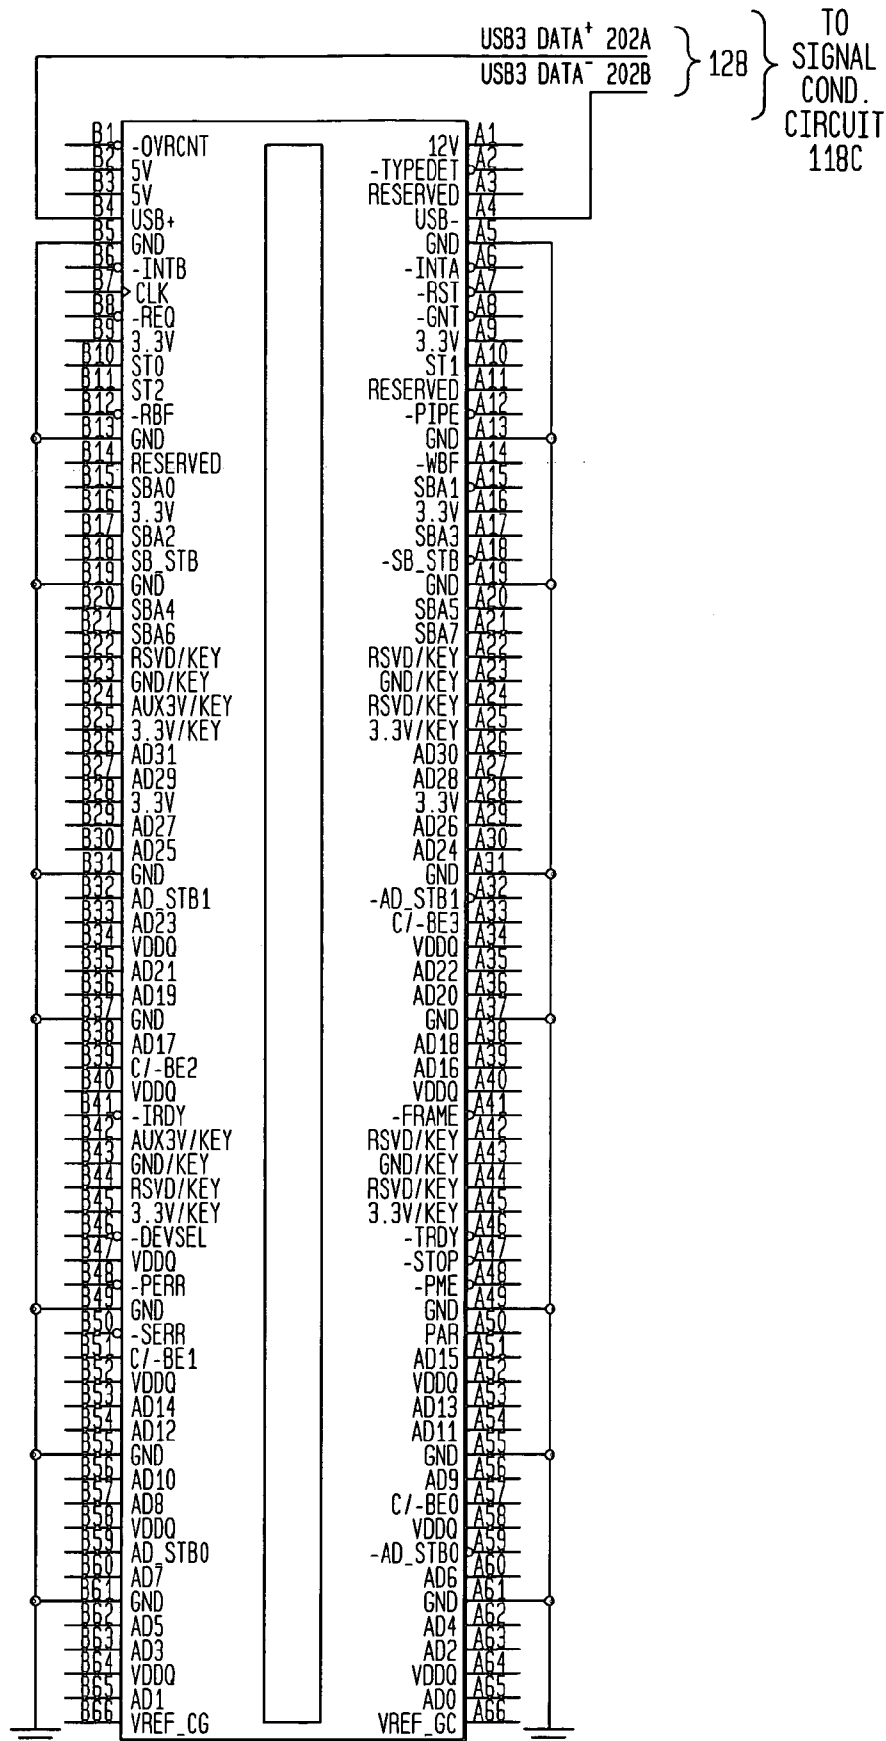 USB3 DATA+ 202A
USB3 DATA- 202B
128
TO
SIGNAL
COND.
CIRCUIT
118C
B1 -OVRCNT 12V A1
B2 5V -TYPEDET A2
B3 5V RESERVED A3
B4 USB+ USB- A4
B5 GND GND A5
B6 -INTB -INTA A6
B7 CLK -RST A7
B8 -REQ -GNT A8
B9 3.3V 3.3V A9
B10 ST0 ST1 A10
B11 ST2 RESERVED A11
B12 -RBF -PIPE A12
B13 GND GND A13
B14 RESERVED -WBF A14
B15 SBA0 SBA1 A15
B16 3.3V 3.3V A16
B17 SBA2 SBA3 A17
B18 SB_STB -SB_STB A18
B19 GND GND A19
B20 SBA4 SBA5 A20
B21 SBA6 SBA7 A21
B22 RSVD/KEY RSVD/KEY A22
B23 GND/KEY GND/KEY A23
B24 AUX3V/KEY RSVD/KEY A24
B25 3.3V/KEY 3.3V/KEY A25
B26 AD31 AD30 A26
B27 AD29 AD28 A27
B28 3.3V 3.3V A28
B29 AD27 AD26 A29
B30 AD25 AD24 A30
B31 GND GND A31
B32 AD_STB1 -AD_STB1 A32
B33 AD23 C/-BE3 A33
B34 VDDQ VDDQ A34
B35 AD21 AD22 A35
B36 AD19 AD20 A36
B37 GND GND A37
B38 AD17 AD18 A38
B39 C/-BE2 AD16 A39
B40 VDDQ VDDQ A40
B41 -IRDY -FRAME A41
B42 AUX3V/KEY RSVD/KEY A42
B43 GND/KEY GND/KEY A43
B44 RSVD/KEY RSVD/KEY A44
B45 3.3V/KEY 3.3V/KEY A45
B46 -DEVSEL -TRDY A46
B47 VDDQ -STOP A47
B48 -PERR -PME A48
B49 GND GND A49
B50 -SERR PAR A50
B51 C/-BE1 AD15 A51
B52 VDDQ VDDQ A52
B53 AD14 AD13 A53
B54 AD12 AD11 A54
B55 GND GND A55
B56 AD10 AD9 A56
B57 AD8 C/-BE0 A57
B58 VDDQ VDDQ A58
B59 AD_STB0 -AD_STB0 A59
B60 AD7 AD6 A60
B61 GND GND A61
B62 AD5 AD4 A62
B63 AD3 AD2 A63
B64 VDDQ VDDQ A64
B65 AD1 AD0 A65
B66 VREF_CG VREF_GC A66